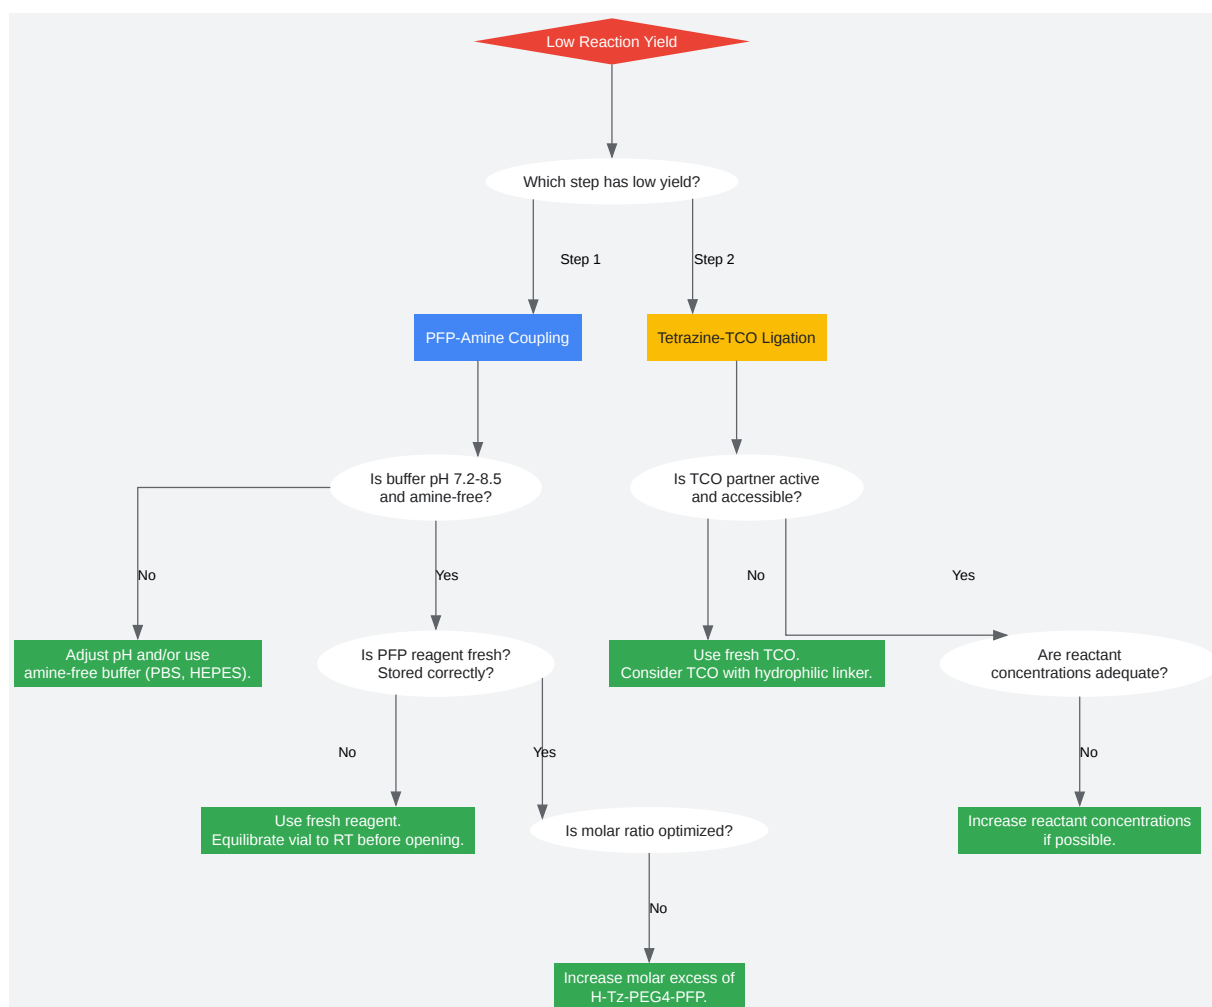 Low Reaction Yield
Which step has low yield?
Step 1
Step 2
PFP-Amine Coupling
Tetrazine-TCO Ligation
Is buffer pH 7.2-8.5
and amine-free?
Is TCO partner active
and accessible?
No
Yes
No
Yes
Adjust pH and/or use
amine-free buffer (PBS, HEPES).
Is PFP reagent fresh?
Stored correctly?
Use fresh TCO.
Consider TCO with hydrophilic linker.
Are reactant
concentrations adequate?
No
Yes
No
Use fresh reagent.
Equilibrate vial to RT before opening.
Is molar ratio optimized?
Increase reactant concentrations
if possible.
No
Increase molar excess of
H-Tz-PEG4-PFP.